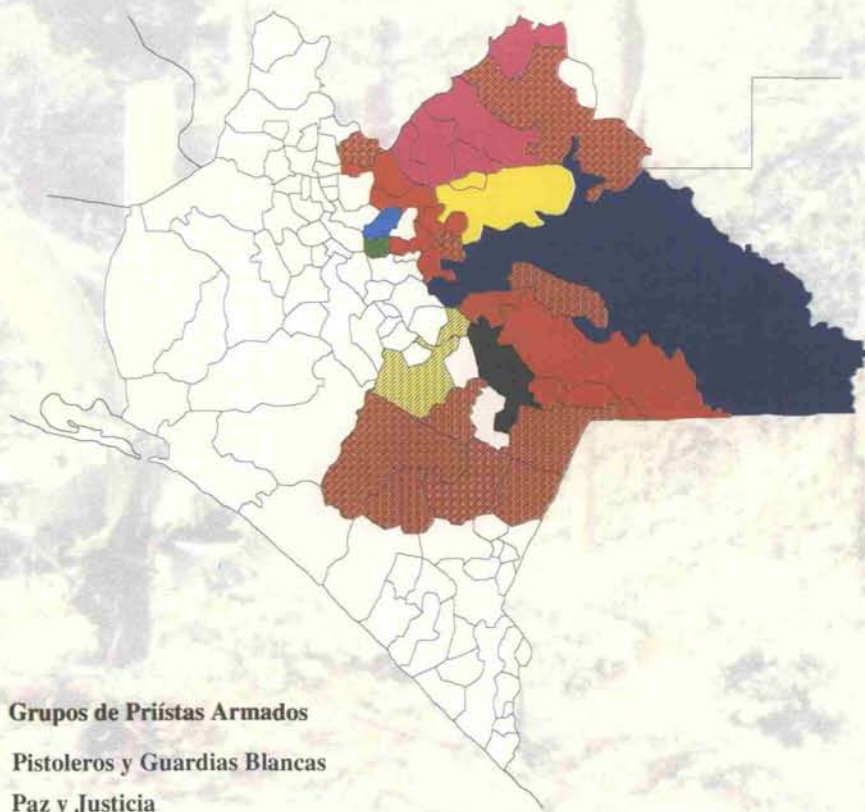 Grupos de Priístas Armados
Pistoleros y Guardias Blancas
Paz y Justicia